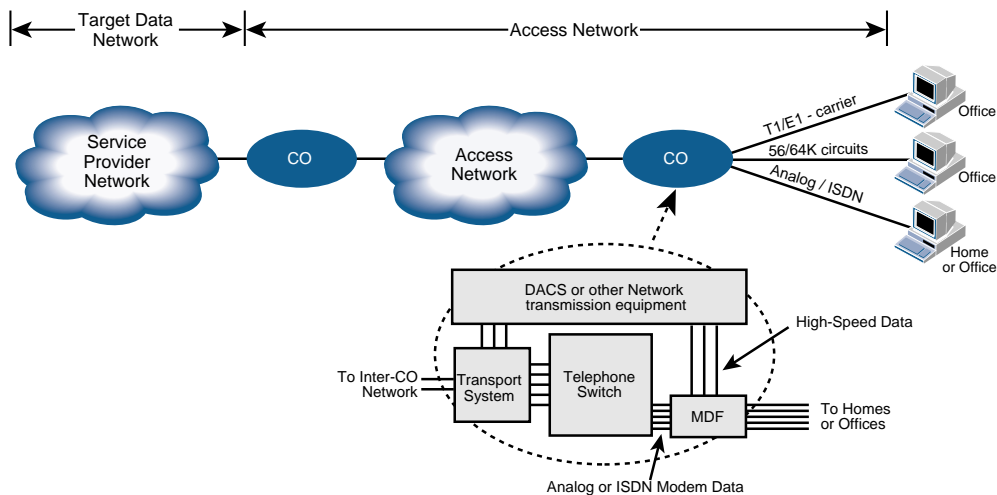 Target Data
Network
Access Network
Service
Provider
Network
CO
Access
Network
CO
T1/E1 - carrier
56/64K circuits
Analog / ISDN
Office
Office
Home
or Office
DACS or other Network
transmission equipment
High-Speed Data
To Inter-CO
Network
Transport
System
Telephone
Switch
MDF
To Homes
or Offices
Analog or ISDN Modem Data